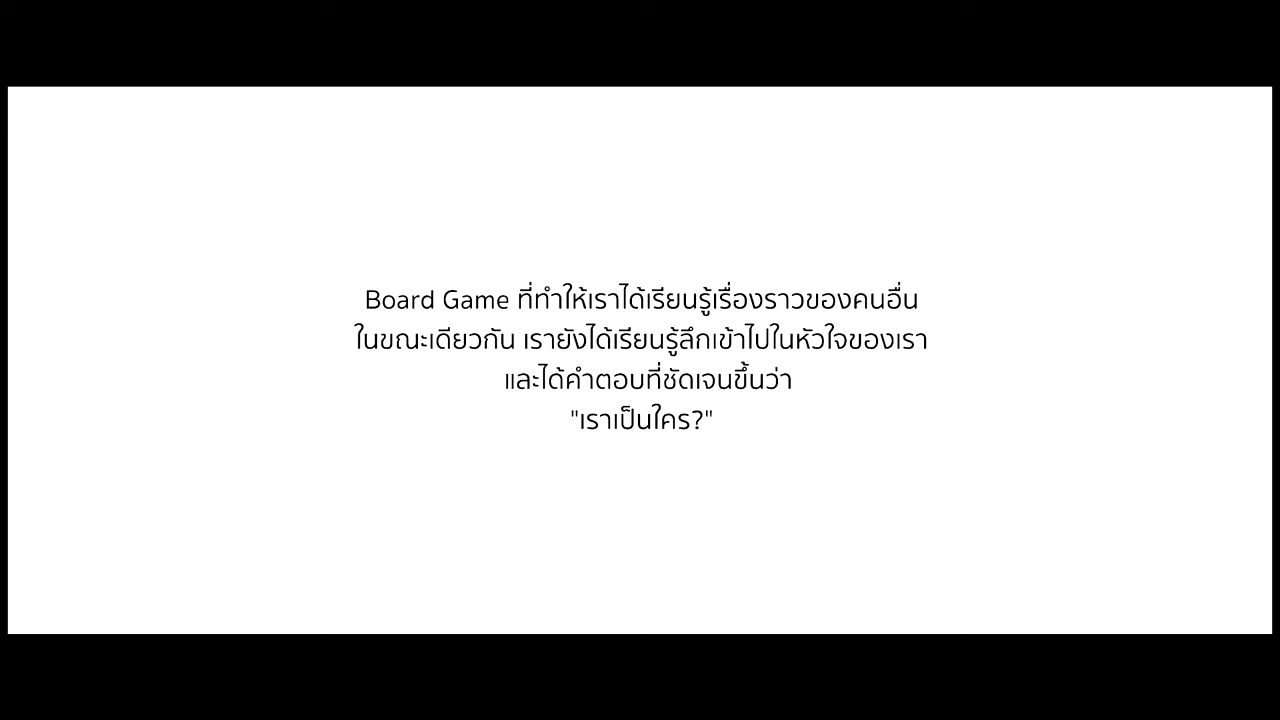 Board Game ที่ทำให้เราได้เรียนรู้เรื่องราวของคนอื่น
ในขณะเดียวกัน เรายังได้เรียนรู้ลึกเข้าไปในหัวใจของเรา
และได้คำตอบที่ชัดเจนขึ้นว่า
"เราเป็นใคร?"